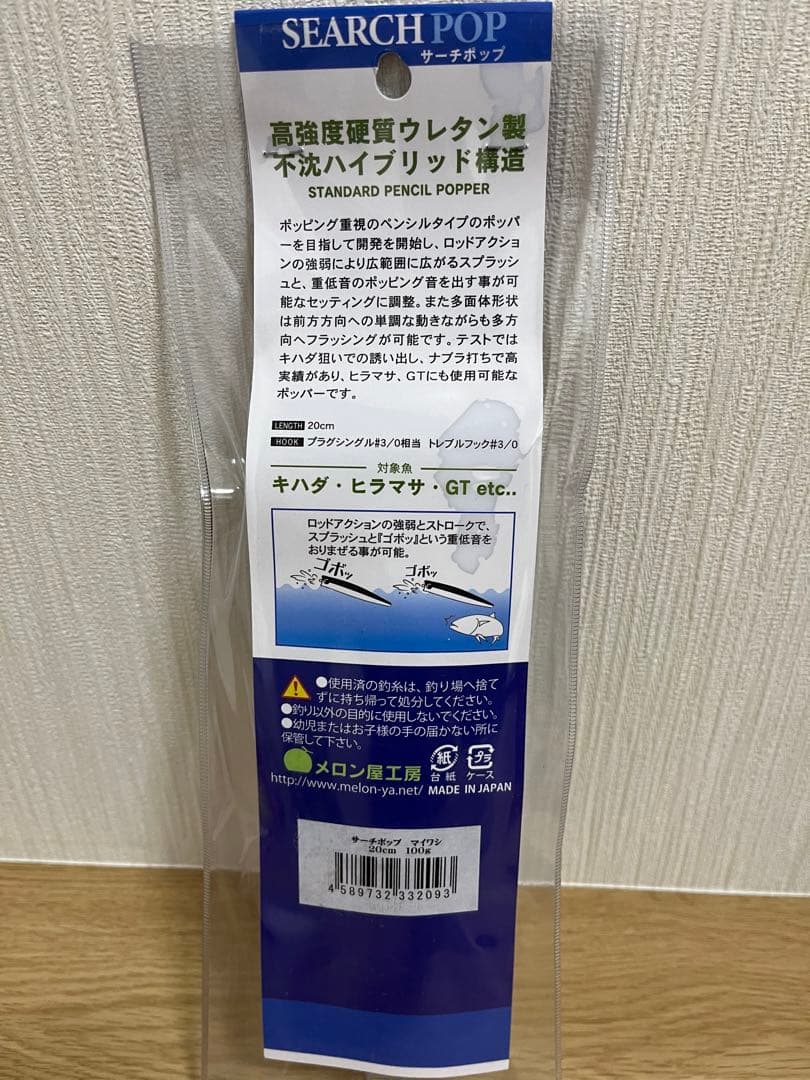 SEARCH POP
サーチポップ
高強度硬質ウレタン製
不沈ハイブリッド構造
STANDARD PENCIL POPPER
ポッピング重視のペンシルタイプのポッパ
ーを目指して開発を開始し、ロッドアクショ
ンの強弱により広範囲に広がるスプラッシ
ュと、重低音のポッピング音を出す事が可
能なセッティングに調整。また多面体形状
は前方方向への単調な動きながらも多方
向へフラッシングが可能です。テストでは
キハダ狙いでの誘い出し、ナブラ打ちで高
実績があり、ヒラマサ、GTにも使用可能な
ポッパーです。
LENGTH 20cm
HOOK プラグシングル#3/0相当 トレブルフック#3/0
対象魚
キハダ・ヒラマサ・GT etc..
ロッドアクションの強弱とストロークで、
スプラッシュと『ゴボッ』という重低音を
おりまぜる事が可能。
ゴボッ ゴボッ
●使用済の釣糸は、釣り場へ捨て
ずに持ち帰って処分してください。
●釣り以外の目的に使用しないでください。
●幼児またはお子様の手の届かない所に
保管して下さい。
メロン屋工房 紙 台紙 プラ ケース
http://www.melon-ya.net/ MADE IN JAPAN
サーチポップ マイワシ
20cm 100g
4 589732 332093